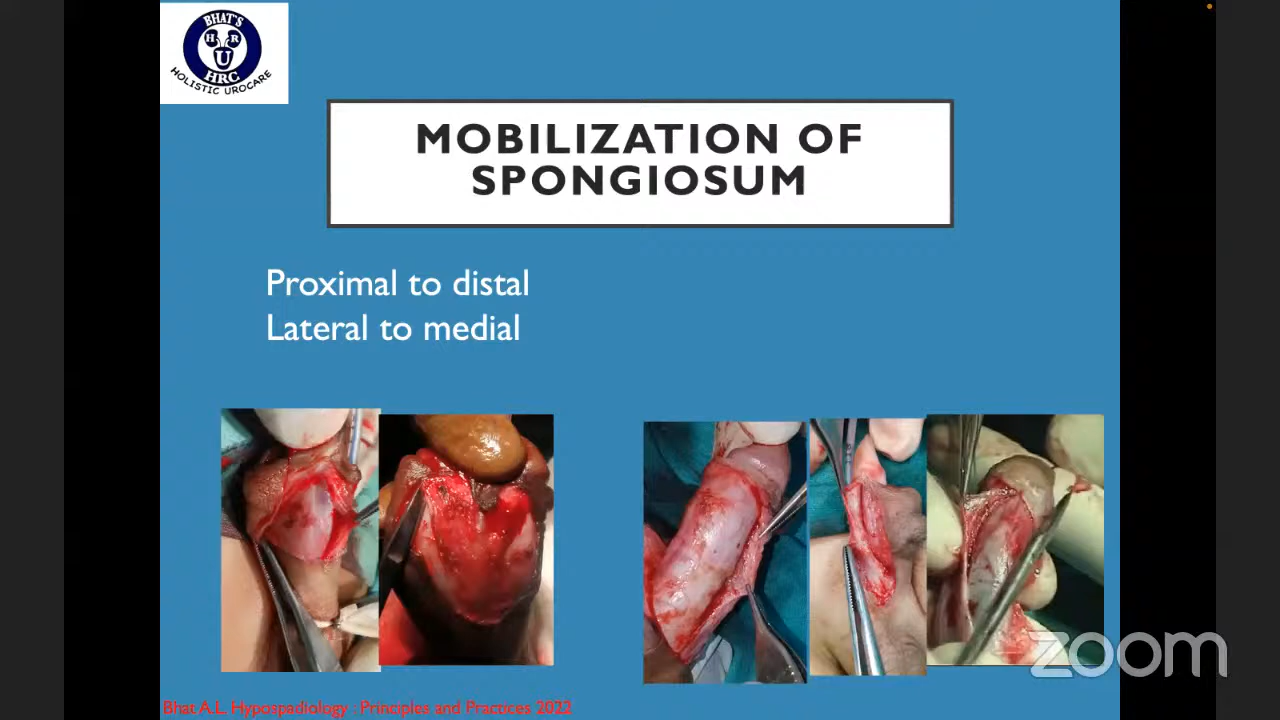 BHAT'S
H R
U
HRC
HOLISTIC UROCARE
MOBILIZATION OF
SPONGIOSUM
Proximal to distal
Lateral to medial
Bhat A.L. Hypospadiology : Principles and Practices 2022
zoom